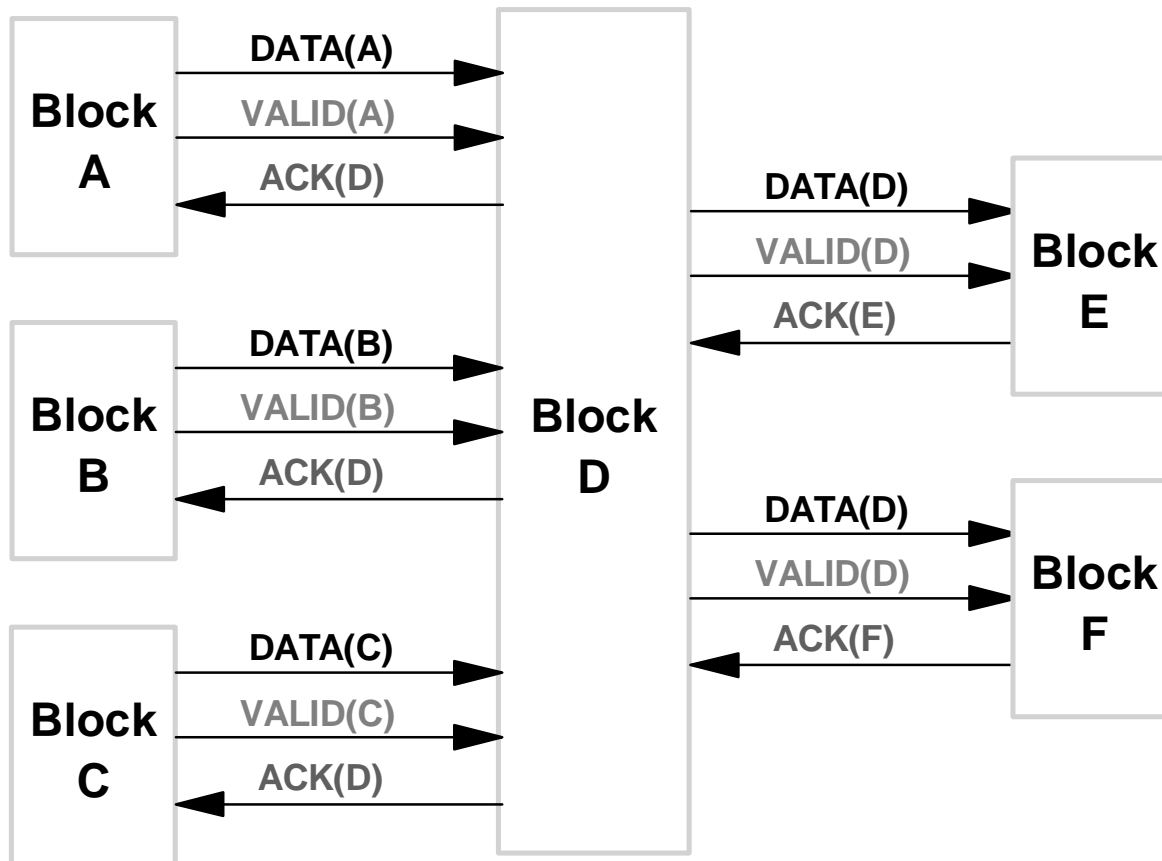 Block
A
DATA(A)
VALID(A)
ACK(D)
Block
B
DATA(B)
VALID(B)
ACK(D)
Block
C
DATA(C)
VALID(C)
ACK(D)
Block
D
DATA(D)
VALID(D)
ACK(E)
Block
E
DATA(D)
VALID(D)
ACK(F)
Block
F